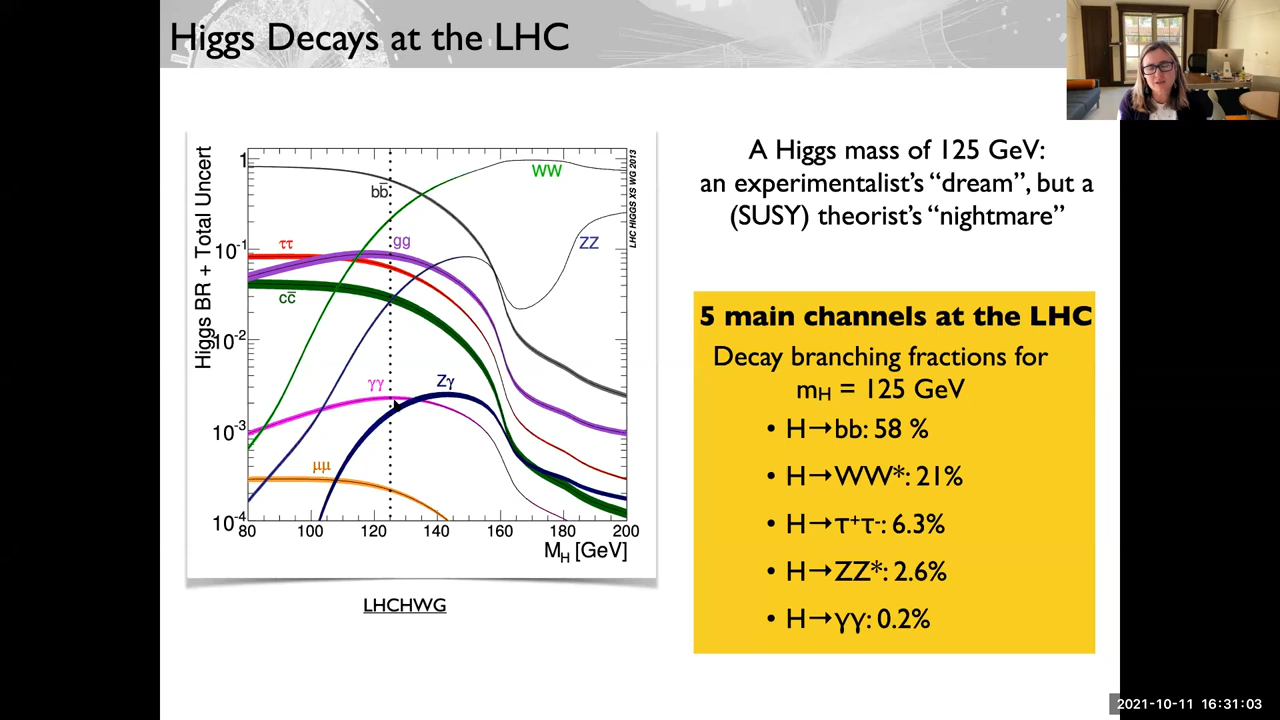 Higgs Decays at the LHC
Higgs BR + Total Uncert
1
10-1
10-2
10-3
10-4
bb̄
WW
ττ
gg
ZZ
cc̄
γγ
Zγ
μμ
LHC HIGGS XS WG 2013
80 100 120 140 160 180 200
MH [GeV]
LHCHWG
A Higgs mass of 125 GeV:
an experimentalist's “dream”, but a
(SUSY) theorist's “nightmare”
5 main channels at the LHC
Decay branching fractions for
mH = 125 GeV
• H→bb: 58 %
• H→WW*: 21%
• H→τ+τ-: 6.3%
• H→ZZ*: 2.6%
• H→γγ: 0.2%
2021-10-11 16:31:03